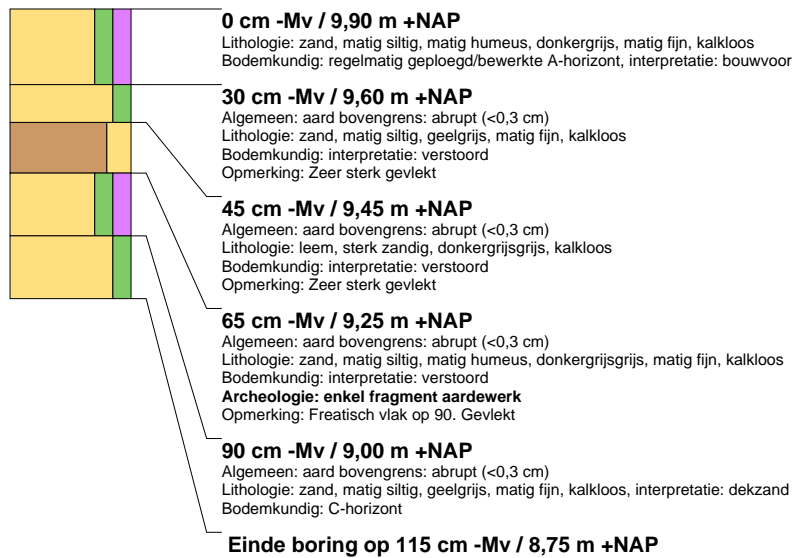 0 cm -Mv / 9,90 m +NAP
Lithologie: zand, matig siltig, matig humeus, donkergrijs, matig fijn, kalkloos
Bodemkundig: regelmatig geploegd/bewerkte A-horizont, interpretatie: bouwvoor
30 cm -Mv / 9,60 m +NAP
Algemeen: aard bovengrens: abrupt (<0,3 cm)
Lithologie: zand, matig siltig, geelgrijs, matig fijn, kalkloos
Bodemkundig: interpretatie: verstoord
Opmerking: Zeer sterk gevlekt
45 cm -Mv / 9,45 m +NAP
Algemeen: aard bovengrens: abrupt (<0,3 cm)
Lithologie: leem, sterk zandig, donkergrijsgrijs, kalkloos
Bodemkundig: interpretatie: verstoord
Opmerking: Zeer sterk gevlekt
65 cm -Mv / 9,25 m +NAP
Algemeen: aard bovengrens: abrupt (<0,3 cm)
Lithologie: zand, matig siltig, matig humeus, donkergrijsgrijs, matig fijn, kalkloos
Bodemkundig: interpretatie: verstoord
Archeologie: enkel fragment aardewerk
Opmerking: Freatisch vlak op 90. Gevlekt
90 cm -Mv / 9,00 m +NAP
Algemeen: aard bovengrens: abrupt (<0,3 cm)
Lithologie: zand, matig siltig, geelgrijs, matig fijn, kalkloos, interpretatie: dekzand
Bodemkundig: C-horizont
Einde boring op 115 cm -Mv / 8,75 m +NAP